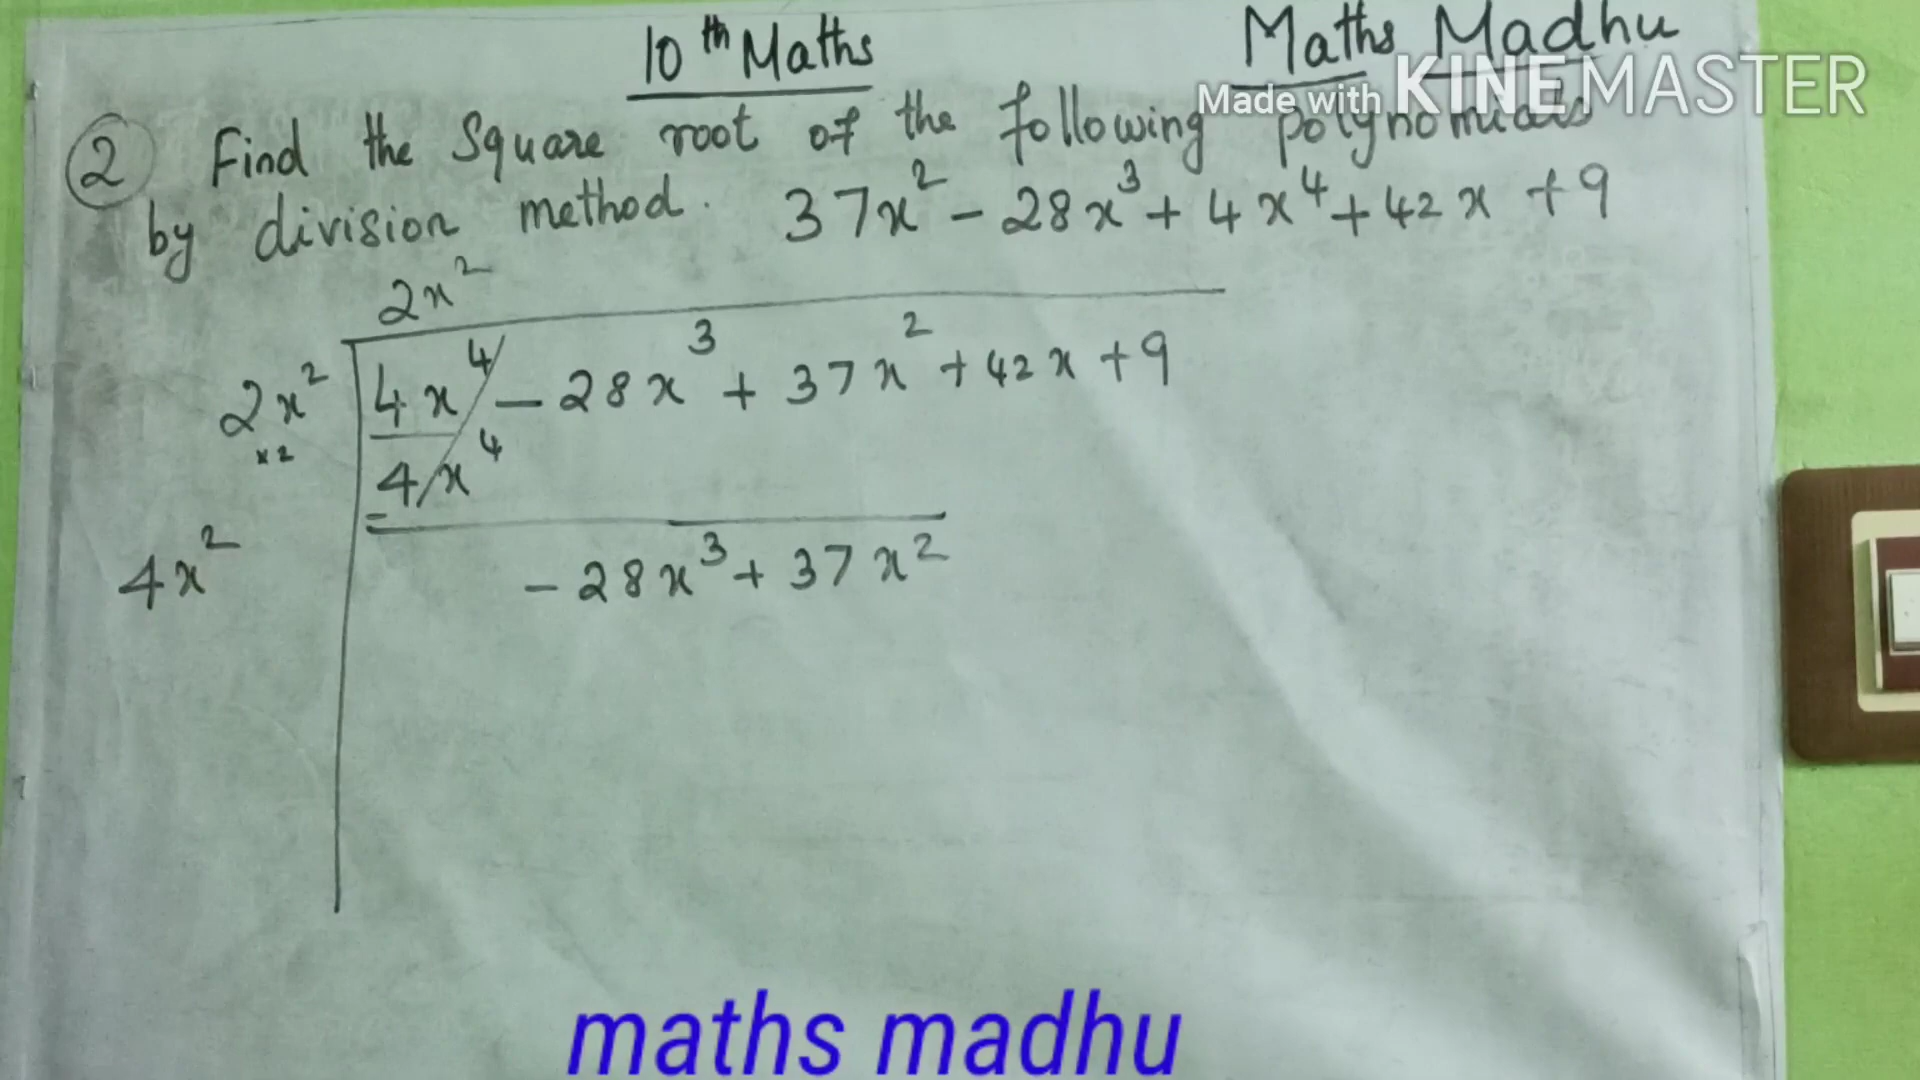 10th Maths
Maths Madhu
Made with KINEMASTER
② Find the Square root of the following polynomials
by division method. 37x² - 28x³ + 4x⁴ + 42x + 9
2x²
2x² 4x⁴ - 28x³ + 37x² + 42x + 9
×2
4x⁴
-
4x² - 28x³ + 37x²
maths madhu